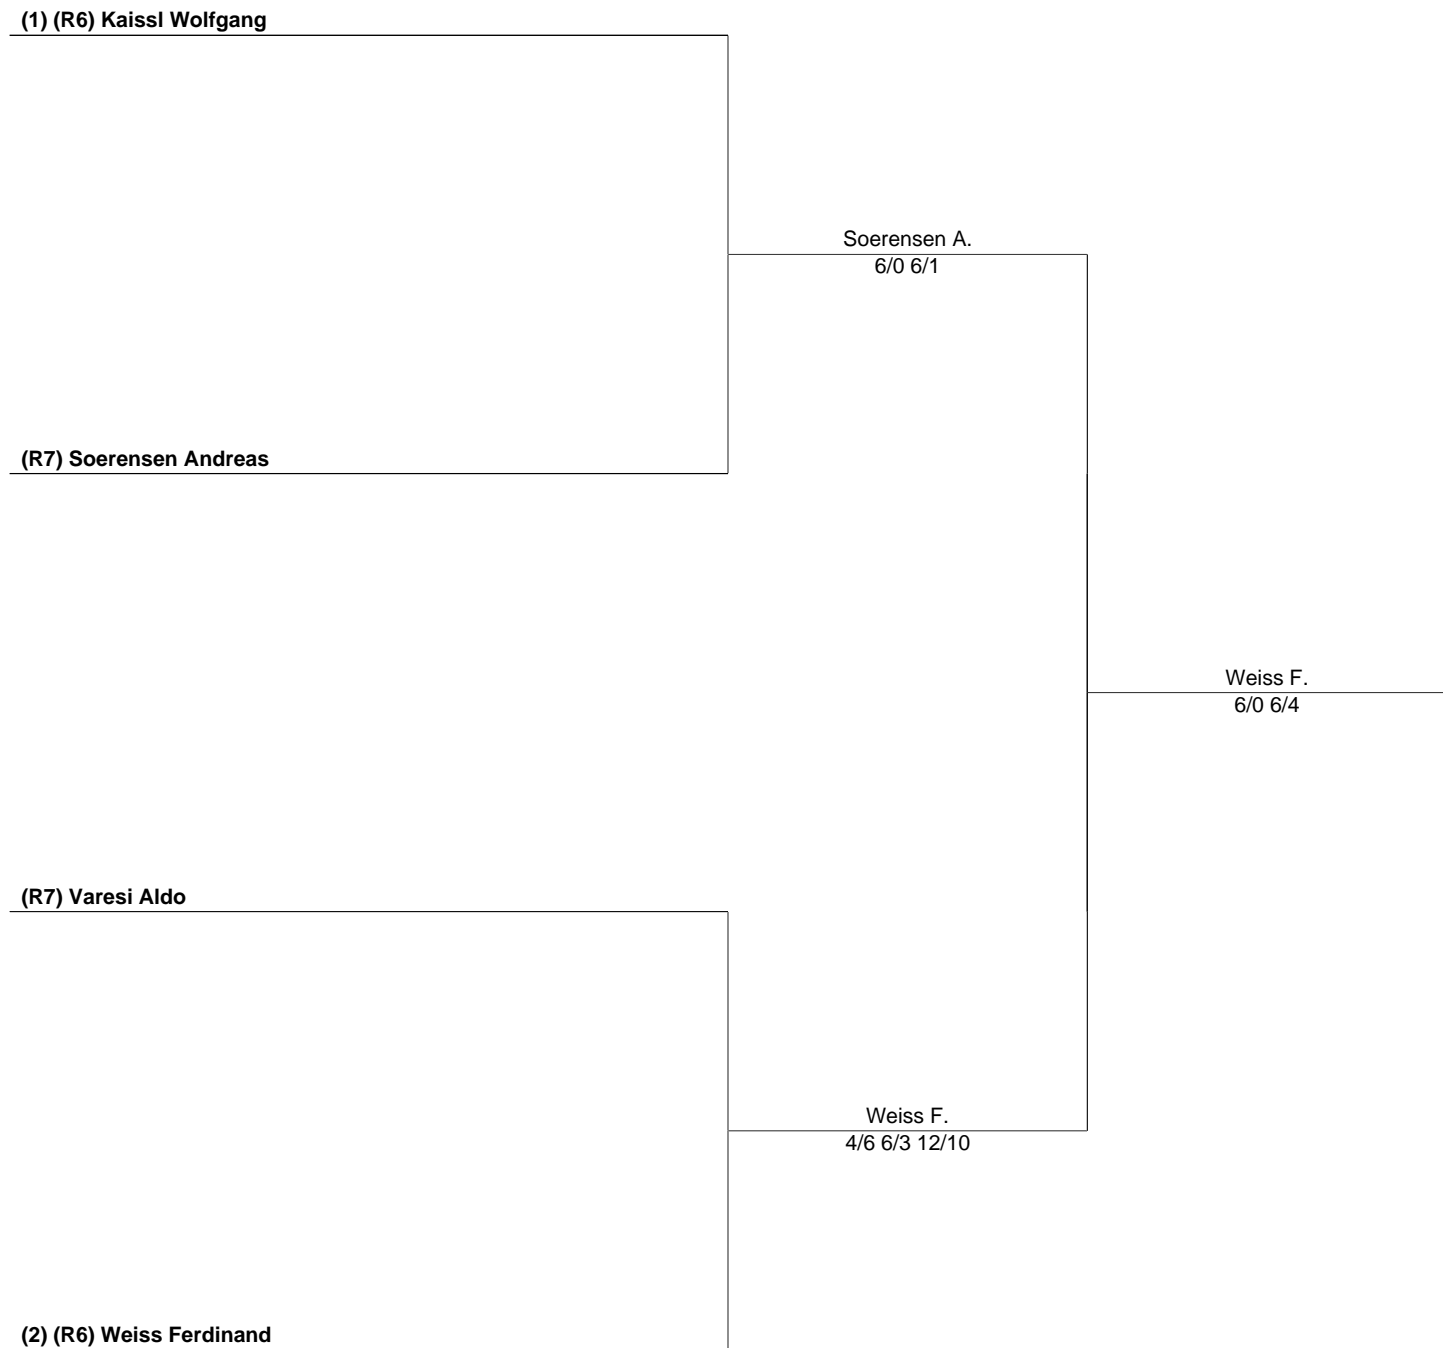 (1) (R6) Kaissl Wolfgang
Soerensen A.
6/0 6/1
(R7) Soerensen Andreas
Weiss F.
6/0 6/4
(R7) Varesi Aldo
Weiss F.
4/6 6/3 12/10
(2) (R6) Weiss Ferdinand